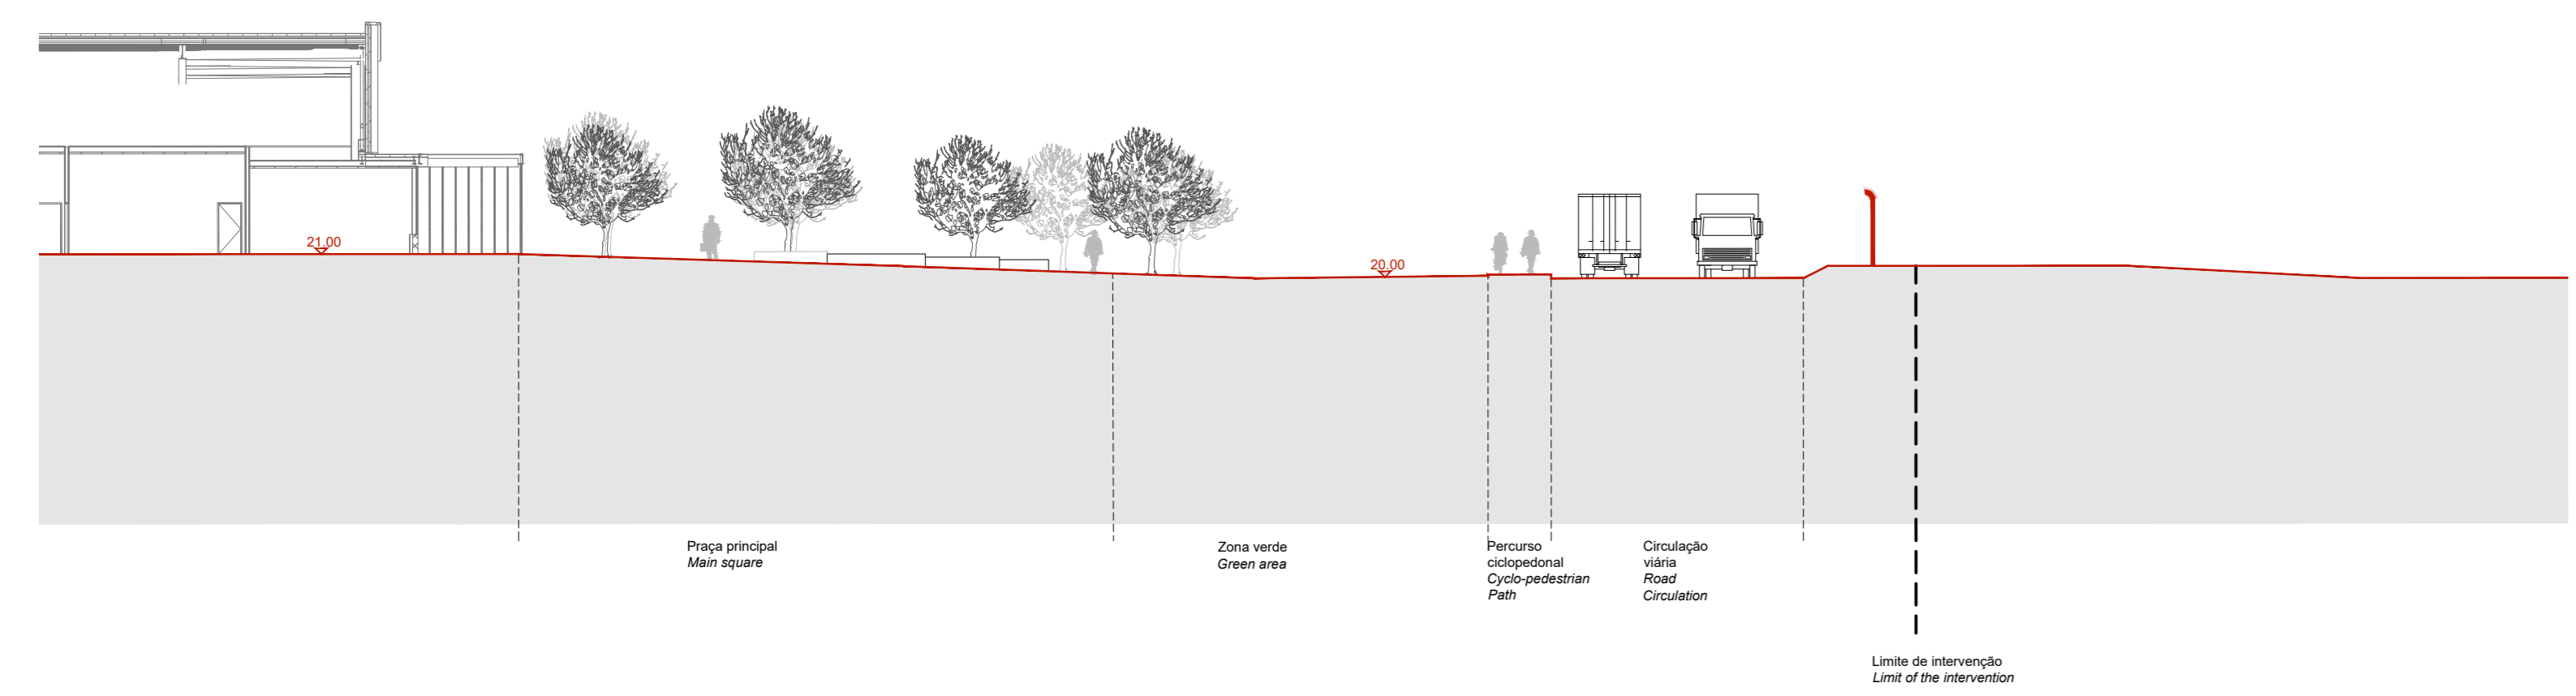 21.00
20.00
Praça principal
Main square
Zona verde
Green area
Percurso
ciclopedonal
Cyclo-pedestrian
Path
Circulação
viária
Road
Circulation
Limite de intervenção
Limit of the intervention